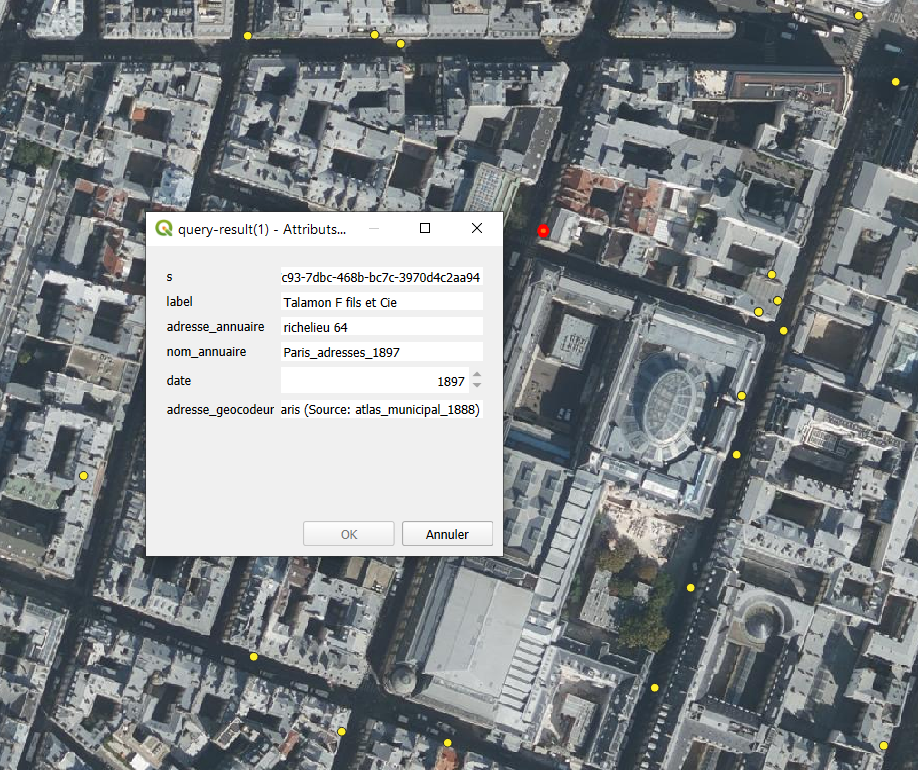 query-result(1) - Attributs...
s c93-7dbc-468b-bc7c-3970d4c2aa94
label Talamon F fils et Cie
adresse_annuaire richelieu 64
nom_annuaire Paris_adresses_1897
date 1897
adresse_geocodeur aris (Source: atlas_municipal_1888)
OK Annuler